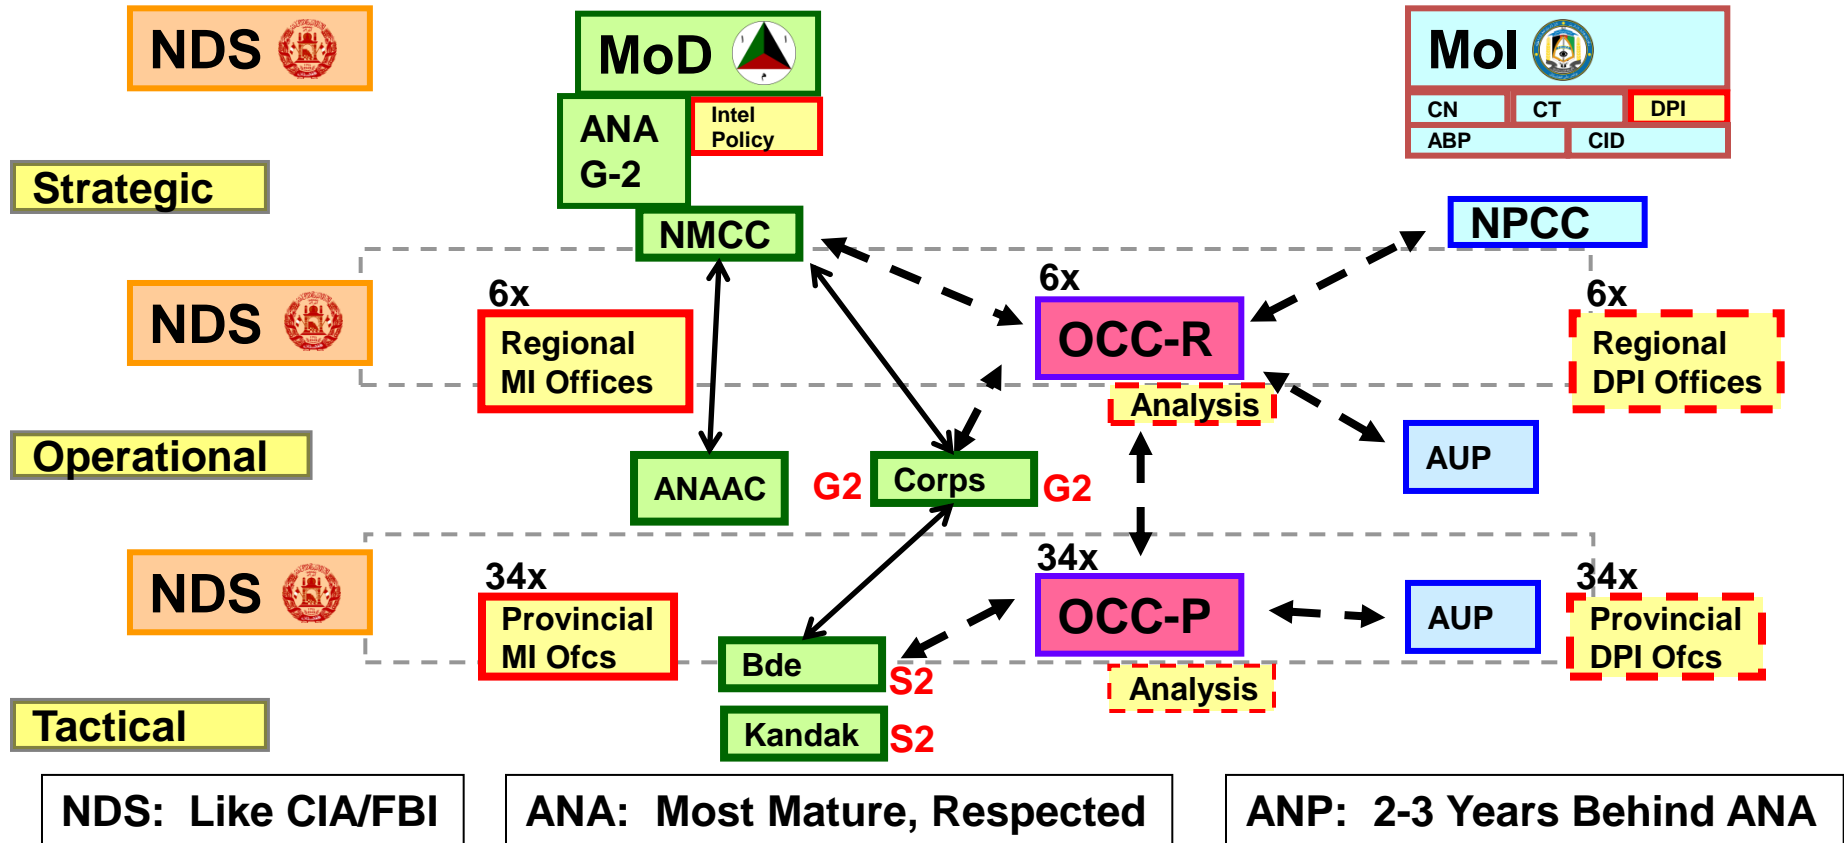 NDS
MoD
MoI
ANA
G-2
Intel
Policy
CN
CT
DPI
ABP
CID
Strategic
NMCC
NPCC
NDS
6x
Regional
MI Offices
6x
OCC-R
Analysis
6x
Regional
DPI Offices
Operational
ANAAC
G2
Corps
G2
AUP
NDS
34x
Provincial
MI Ofcs
34x
OCC-P
Analysis
AUP
34x
Provincial
DPI Ofcs
Bde
S2
Kandak
S2
Tactical
NDS: Like CIA/FBI
ANA: Most Mature, Respected
ANP: 2-3 Years Behind ANA